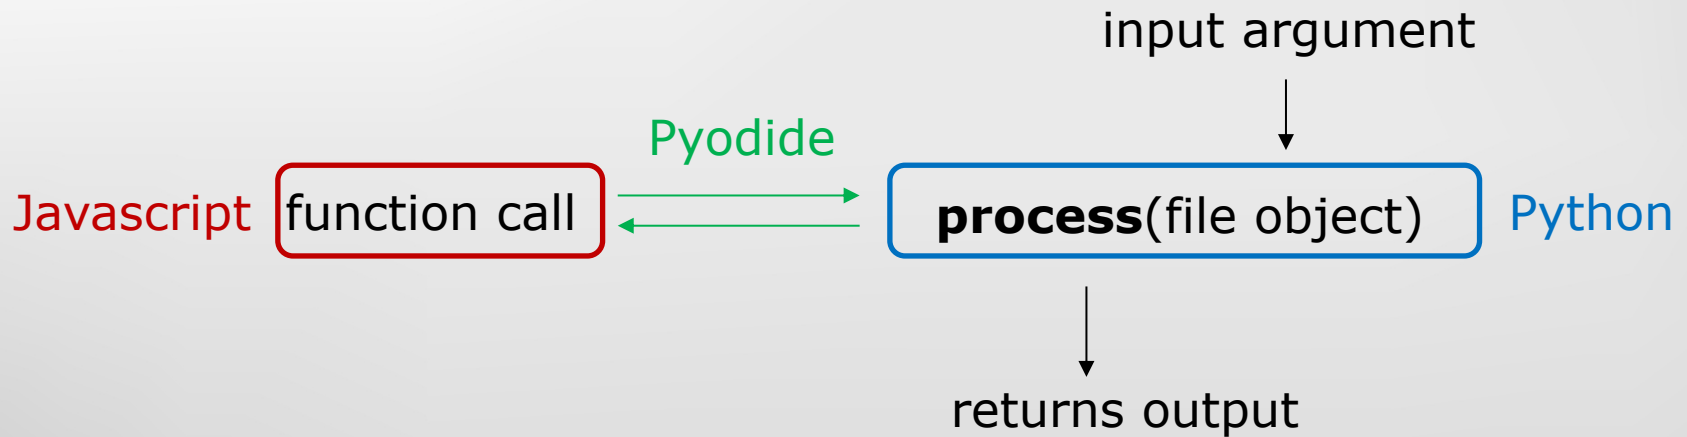 input argument
Pyodide
Javascript function call process(file object) Python
returns output